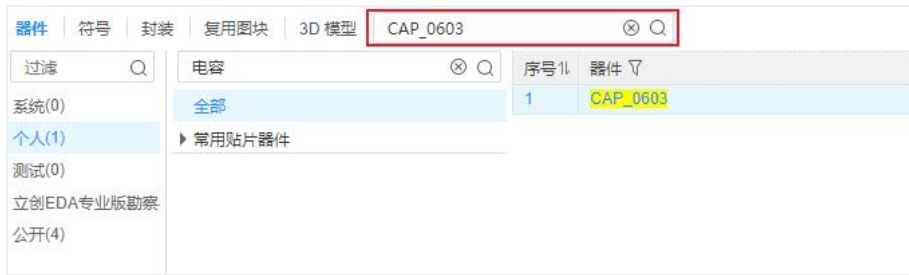 器件 符号 封装 复用图块 3D 模型 CAP_0603
过滤 电容 序号 器件
系统(0) 全部 1 CAP_0603
个人(1) 常用贴片器件
测试(0)
立创EDA专业版勘察
公开(4)